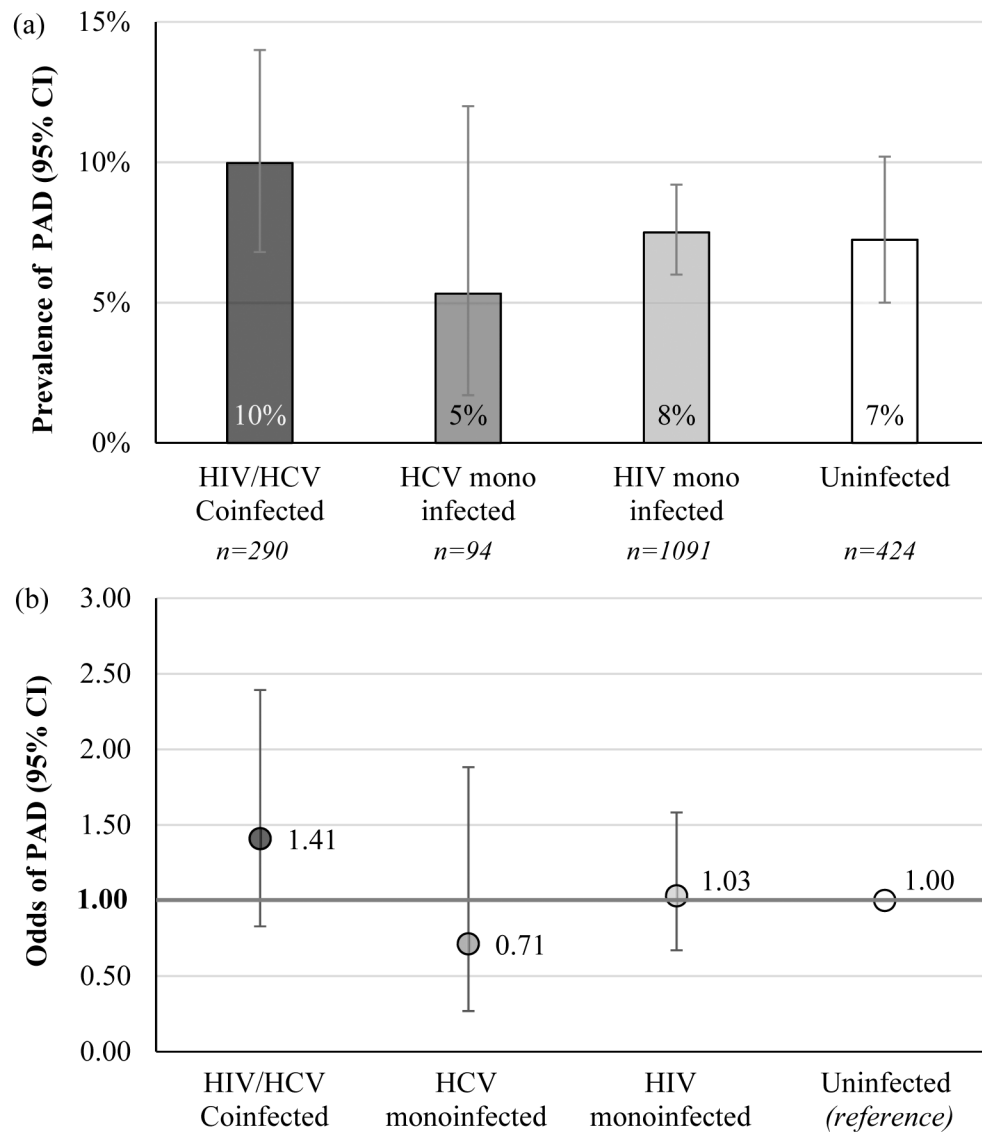 (a)
Prevalence of PAD (95% CI)
15%
10%
5%
0%
10%
5%
8%
7%
HIV/HCV
Coinfected
n=290
HCV mono
infected
n=94
HIV mono
infected
n=1091
Uninfected
n=424
(b)
Odds of PAD (95% CI)
3.00
2.50
2.00
1.50
1.00
0.50
0.00
1.41
0.71
1.03
1.00
HIV/HCV
Coinfected
HCV
monoinfected
HIV
monoinfected
Uninfected
(reference)